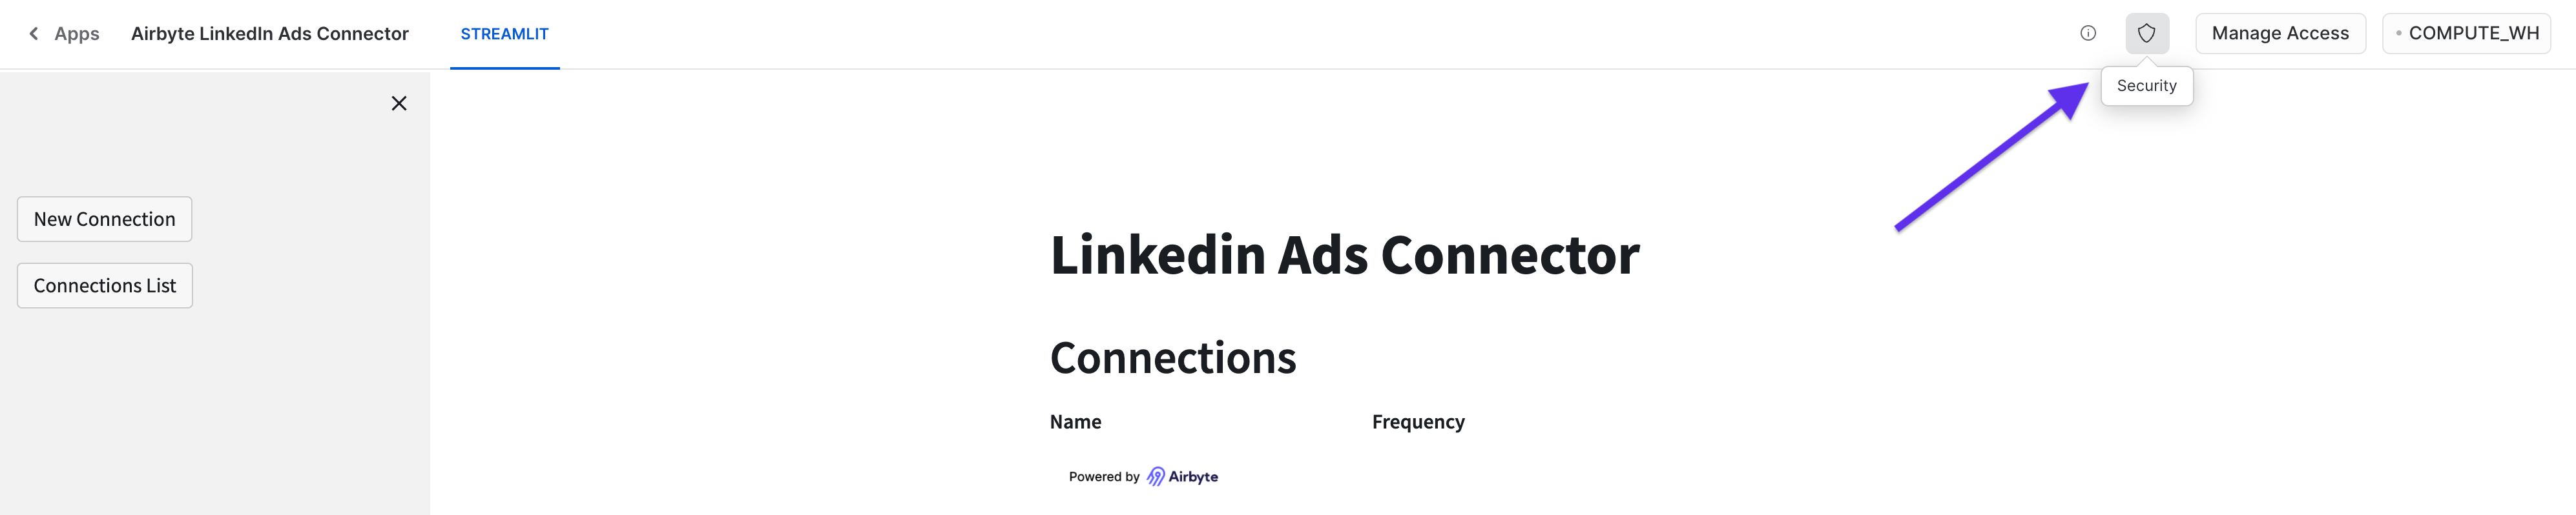 Apps Airbyte LinkedIn Ads Connector STREAMLIT Manage Access COMPUTE_WH
Security
New Connection
Connections List
Linkedin Ads Connector
Connections
Name Frequency
Powered by Airbyte